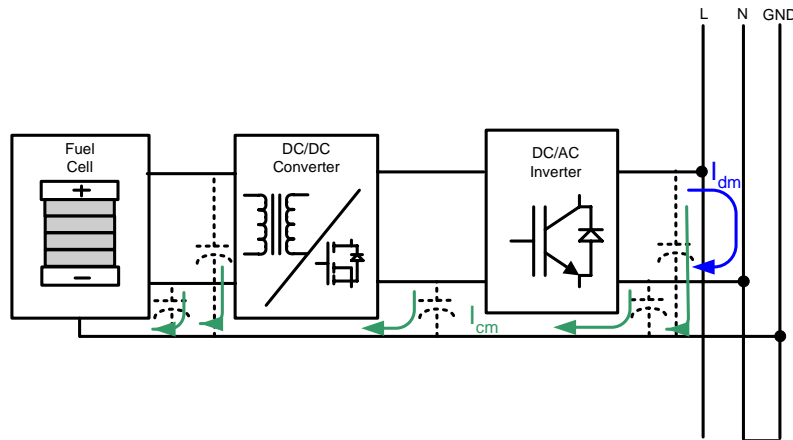 L N GND
Fuel
Cell
+
−
DC/DC
Converter
DC/AC
Inverter
Idm
Icm